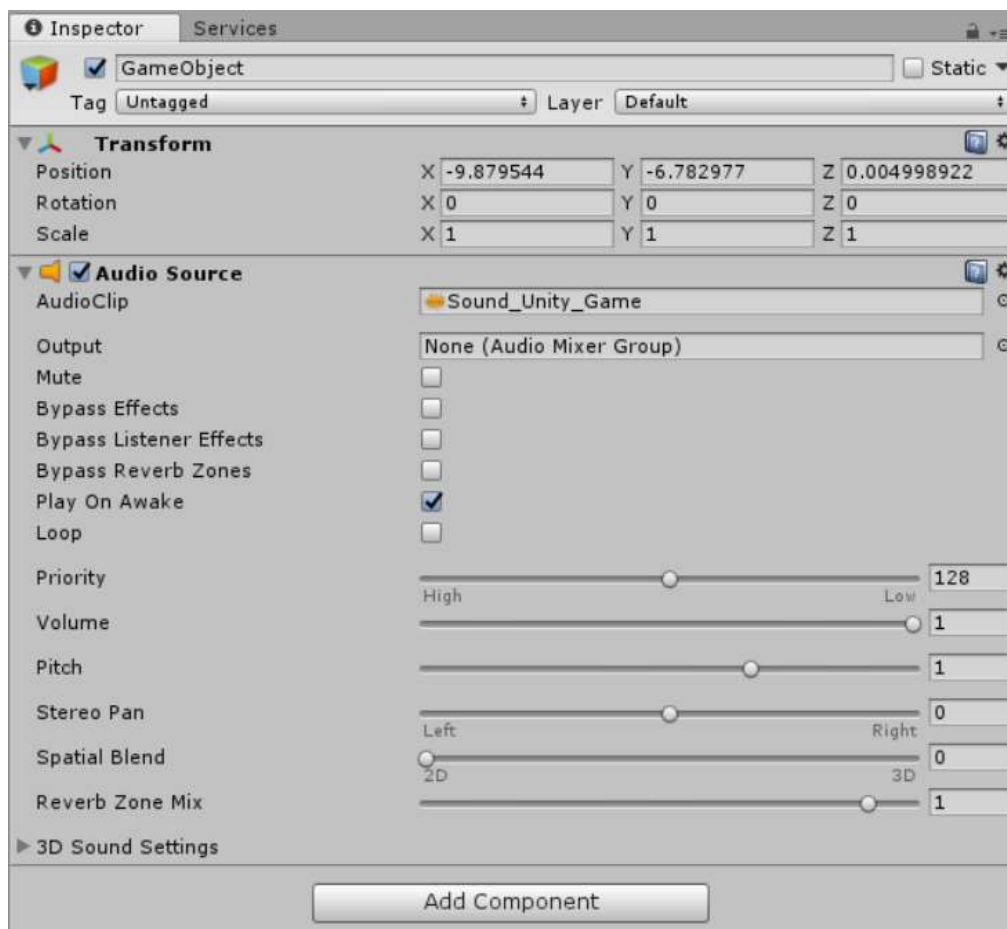 Inspector Services
GameObject Static
Tag Untagged Layer Default
Transform
Position X -9.879544 Y -6.782977 Z 0.004998922
Rotation X 0 Y 0 Z 0
Scale X 1 Y 1 Z 1
Audio Source
AudioClip Sound_Unity_Game
Output None (Audio Mixer Group)
Mute
Bypass Effects
Bypass Listener Effects
Bypass Reverb Zones
Play On Awake
Loop
Priority 128
High Low
Volume 1
Pitch 1
Stereo Pan 0
Left Right
Spatial Blend 0
2D 3D
Reverb Zone Mix 1
3D Sound Settings
Add Component